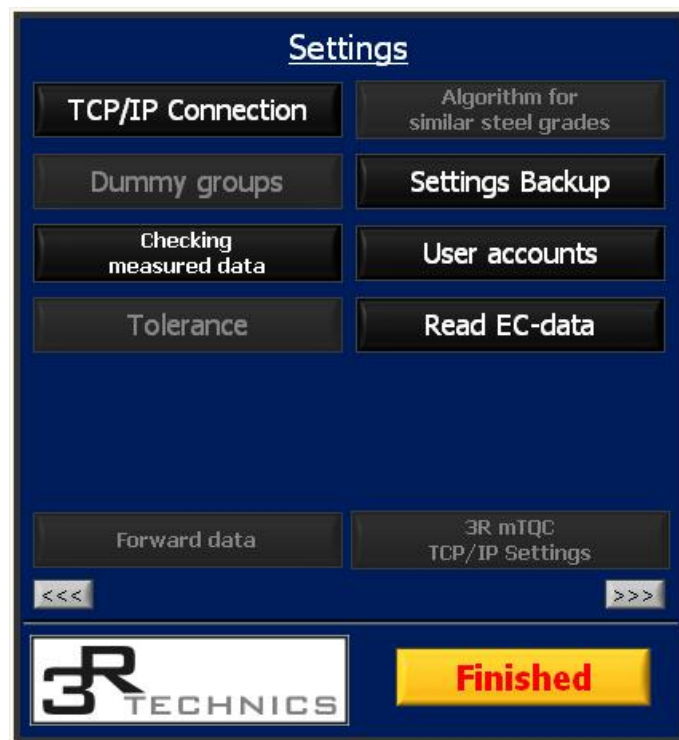 Settings
TCP/IP Connection
Algorithm for
similar steel grades
Dummy groups
Settings Backup
Checking
measured data
User accounts
Tolerance
Read EC-data
Forward data
3R mTQC
TCP/IP Settings
<<<
>>>
3R TECHNICS
Finished